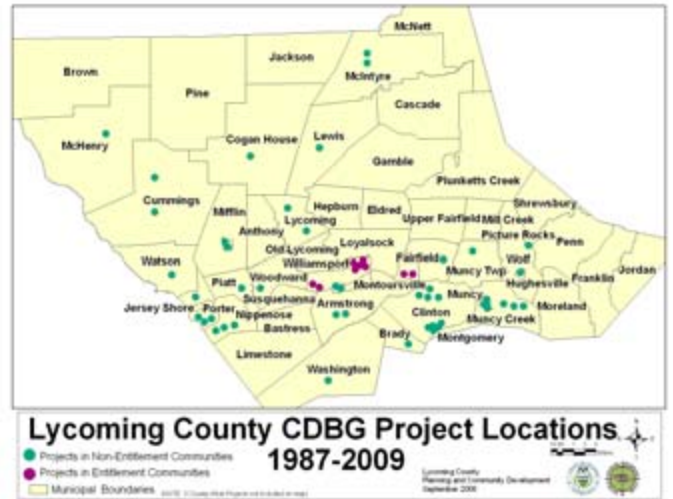 McNett
Jackson
Brown
McIntyre
Pine
Cascade
Cogan House
Lewis
McHenry
Gamble
Plunketts Creek
Cummings
Mifflin
Hepburn
Eldred
Shrewsbury
Lycoming
Upper Fairfield
Mill Creek
Anthony
Picture Rocks
Penn
Old Lycoming
Loyalsock
Watson
Williamsport
Fairfield
Wolf
Muncy Twp
Jordan
Piatt
Woodward
Montoursville
Hughesville
Franklin
Susquehanna
Muncy
Jersey Shore
Porter
Armstrong
Moreland
Nippenose
Clinton
Muncy Creek
Bastress
Brady
Montgomery
Limestone
Washington
Lycoming County CDBG Project Locations
1987-2009
Projects in Non-Entitlement Communities
Projects in Entitlement Communities
Municipal Boundaries
Lycoming County
Planning and Community Development
September 2009